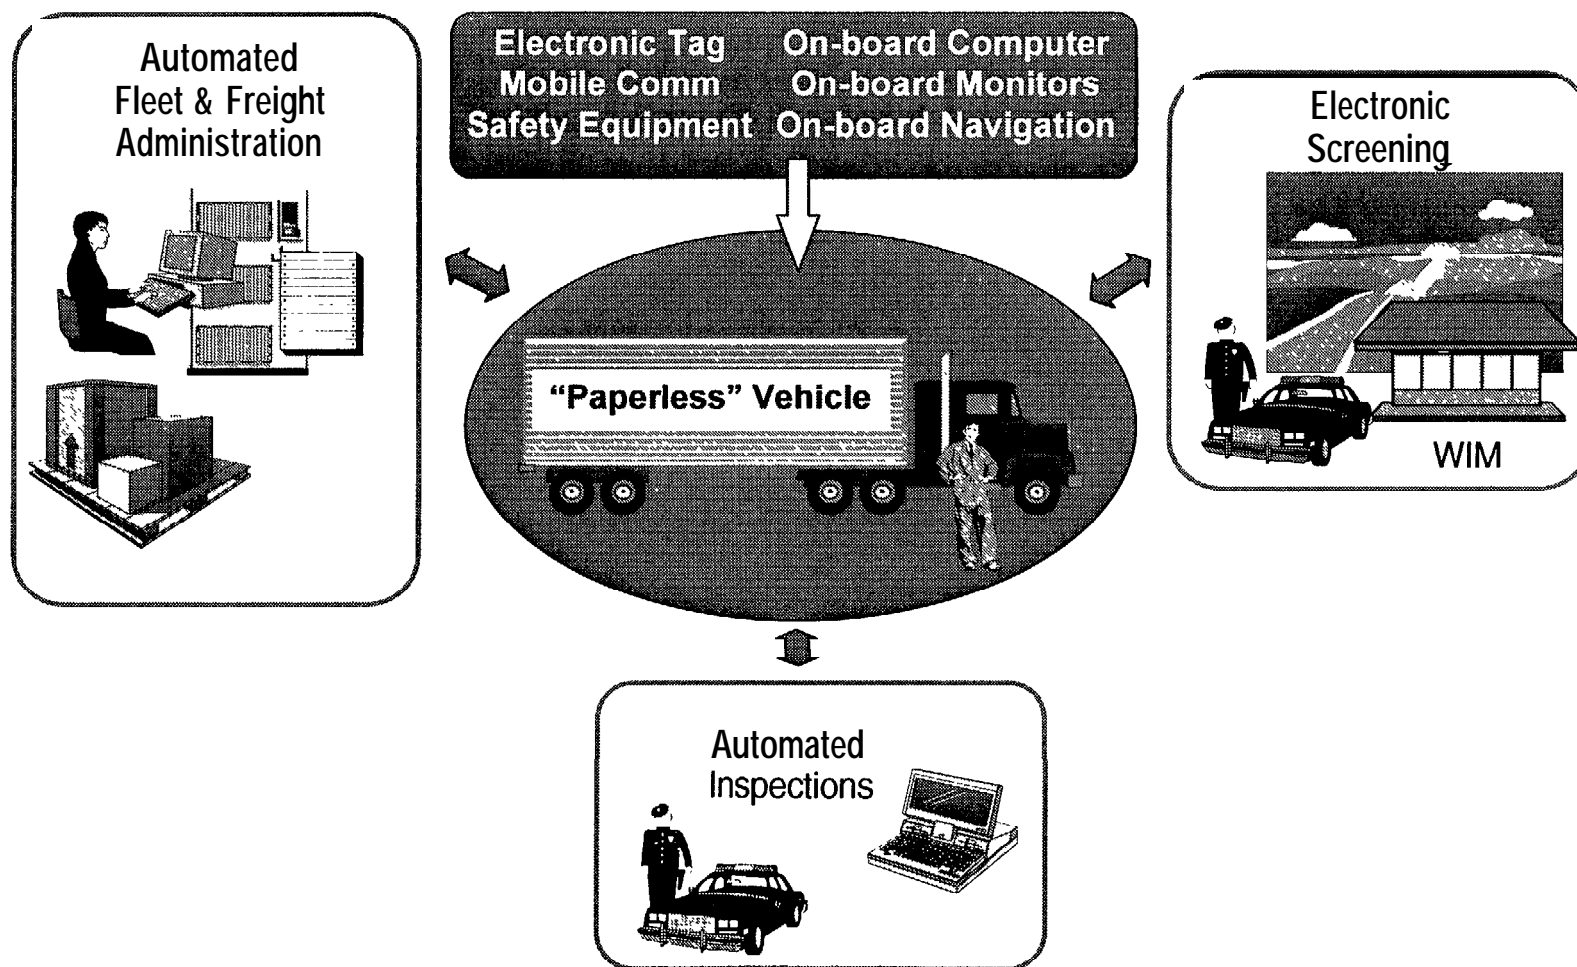 Automated
Fleet & Freight
Administration
Electronic Tag On-board Computer
Mobile Comm On-board Monitors
Safety Equipment On-board Navigation
Electronic
Screening
WIM
“Paperless” Vehicle
Automated
Inspections